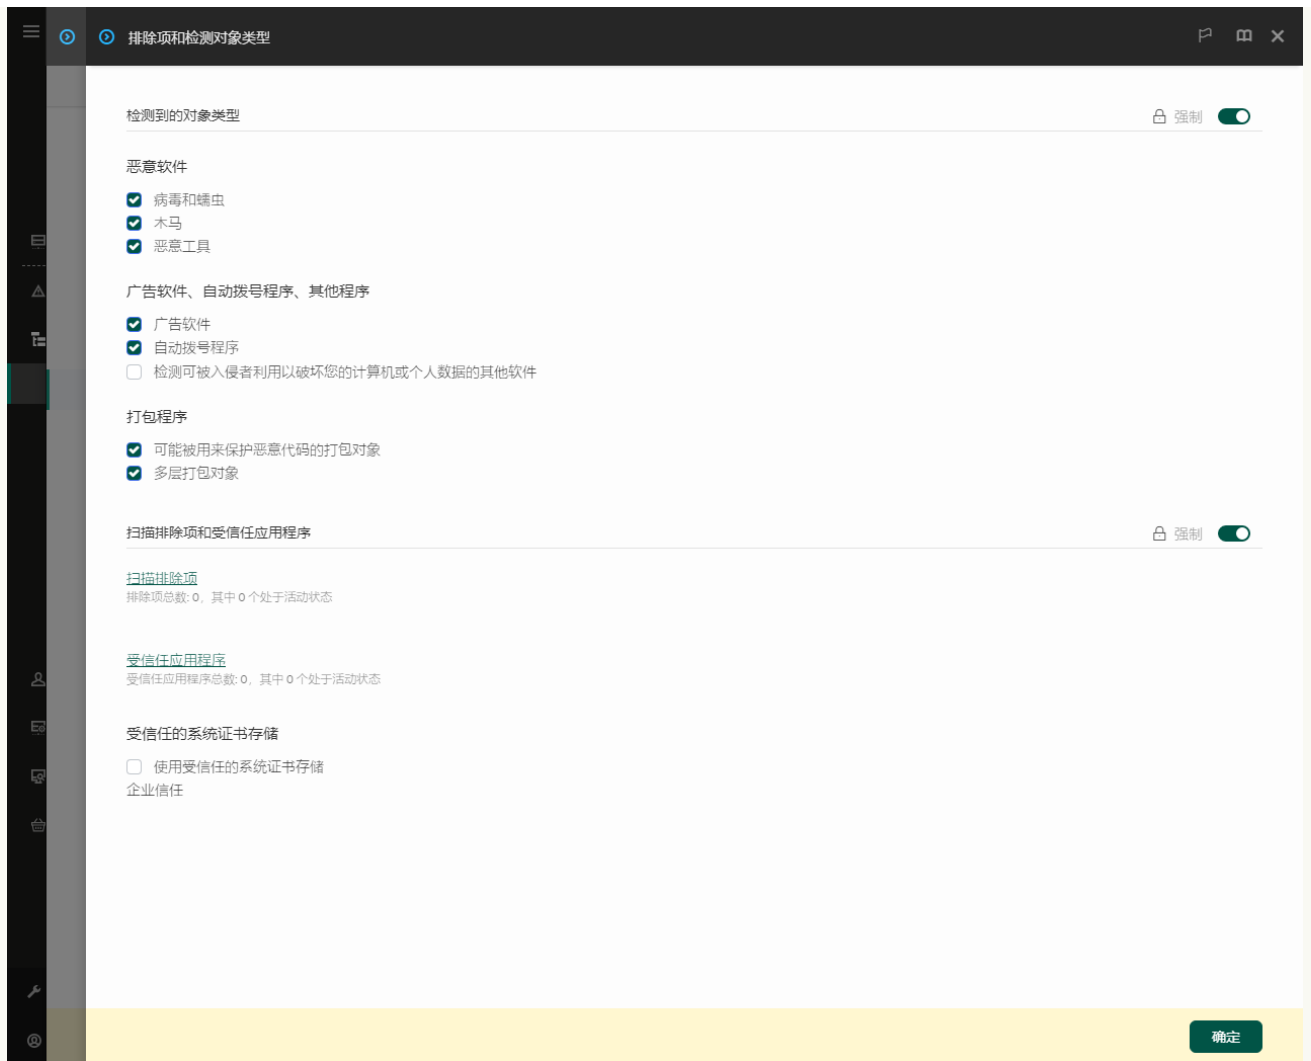 排除项和检测对象类型
检测到的对象类型
强制
恶意软件
病毒和蠕虫
木马
恶意工具
广告软件、自动拨号程序、其他程序
广告软件
自动拨号程序
检测可被入侵者利用以破坏您的计算机或个人数据的其他软件
打包程序
可能被用来保护恶意代码的打包对象
多层打包对象
扫描排除项和受信任应用程序
强制
扫描排除项
排除项总数: 0，其中 0 个处于活动状态
受信任应用程序
受信任应用程序总数: 0，其中 0 个处于活动状态
受信任的系统证书存储
使用受信任的系统证书存储
企业信任
确定